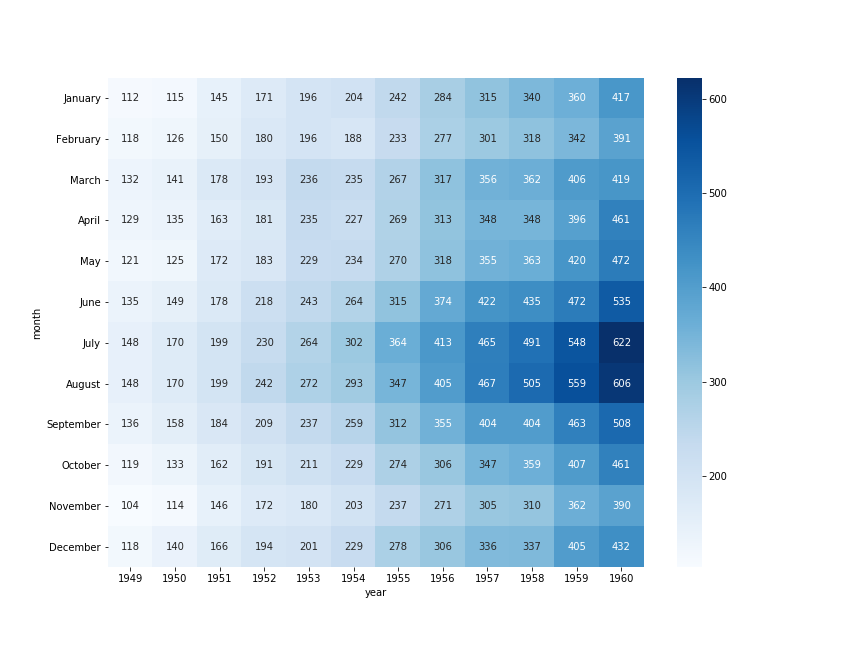 January 112 115 145 171 196 204 242 284 315 340 360 417
600
February 118 126 150 180 196 188 233 277 301 318 342 391
March 132 141 178 193 236 235 267 317 356 362 406 419
500
April 129 135 163 181 235 227 269 313 348 348 396 461
May 121 125 172 183 229 234 270 318 355 363 420 472
400
June 135 149 178 218 243 264 315 374 422 435 472 535
month
July 148 170 199 230 264 302 364 413 465 491 548 622
August 148 170 199 242 272 293 347 405 467 505 559 606
300
September 136 158 184 209 237 259 312 355 404 404 463 508
October 119 133 162 191 211 229 274 306 347 359 407 461
200
November 104 114 146 172 180 203 237 271 305 310 362 390
December 118 140 166 194 201 229 278 306 336 337 405 432
1949 1950 1951 1952 1953 1954 1955 1956 1957 1958 1959 1960
year